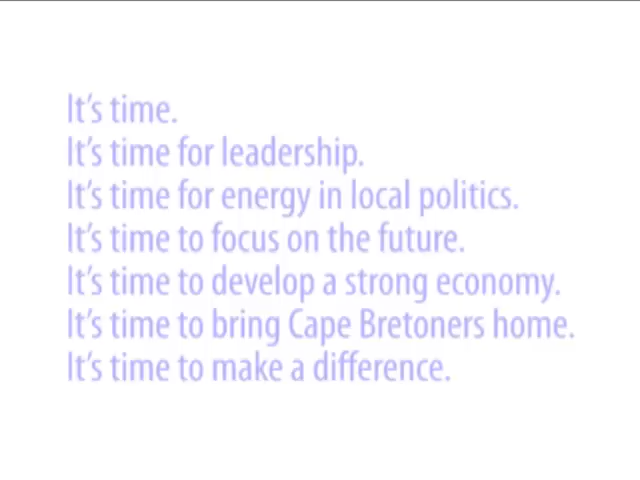 It's time.
It's time for leadership.
It's time for energy in local politics.
It's time to focus on the future.
It's time to develop a strong economy.
It's time to bring Cape Bretoners home.
It's time to make a difference.